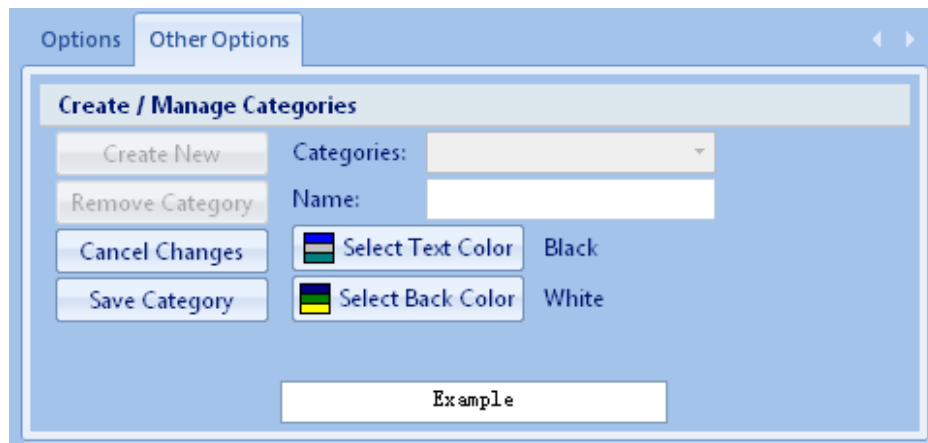 Options Other Options
Create / Manage Categories
Create New Categories:
Remove Category Name:
Cancel Changes Select Text Color Black
Save Category Select Back Color White
Example